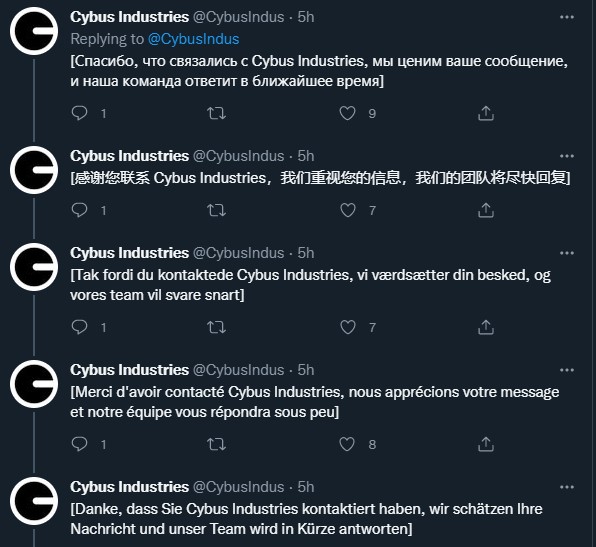 Cybus Industries @CybusIndus · 5h
Replying to @CybusIndus
[Спасибо, что связались с Cybus Industries, мы ценим ваше сообщение,
и наша команда ответит в ближайшее время]
1 9
Cybus Industries @CybusIndus · 5h
[感谢您联系 Cybus Industries，我们重视您的信息，我们的团队将尽快回复]
1 7
Cybus Industries @CybusIndus · 5h
[Tak fordi du kontaktede Cybus Industries, vi værdsætter din besked, og
vores team vil svare snart]
1 7
Cybus Industries @CybusIndus · 5h
[Merci d'avoir contacté Cybus Industries, nous apprécions votre message
et notre équipe vous répondra sous peu]
1 8
Cybus Industries @CybusIndus · 5h
[Danke, dass Sie Cybus Industries kontaktiert haben, wir schätzen Ihre
Nachricht und unser Team wird in Kürze antworten]